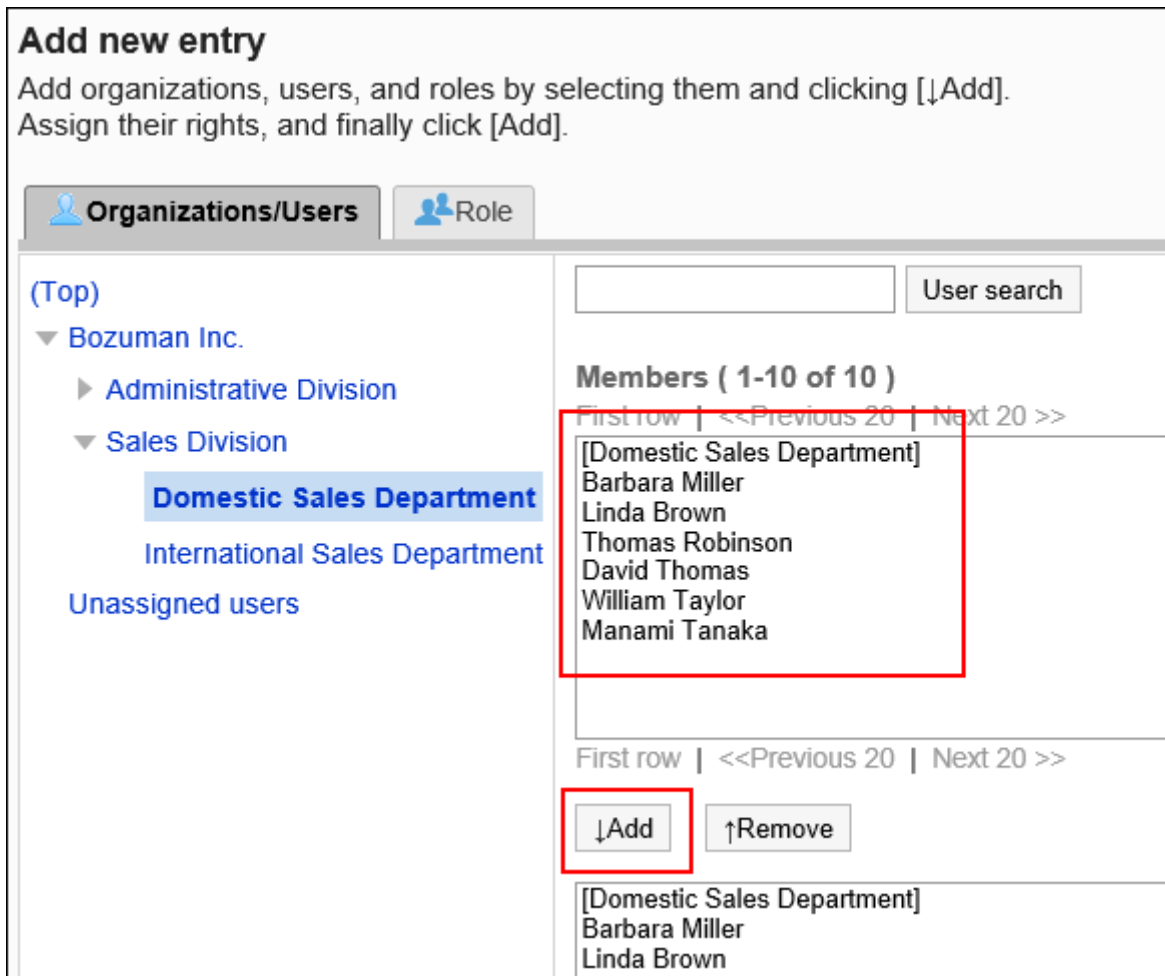 Add new entry
Add organizations, users, and roles by selecting them and clicking [↓Add].
Assign their rights, and finally click [Add].
Organizations/Users
Role
(Top)
Bozuman Inc.
Administrative Division
Sales Division
Domestic Sales Department
International Sales Department
Unassigned users
User search
Members ( 1-10 of 10 )
First row | <<Previous 20 | Next 20 >>
[Domestic Sales Department]
Barbara Miller
Linda Brown
Thomas Robinson
David Thomas
William Taylor
Manami Tanaka
First row | <<Previous 20 | Next 20 >>
↓Add
↑Remove
[Domestic Sales Department]
Barbara Miller
Linda Brown